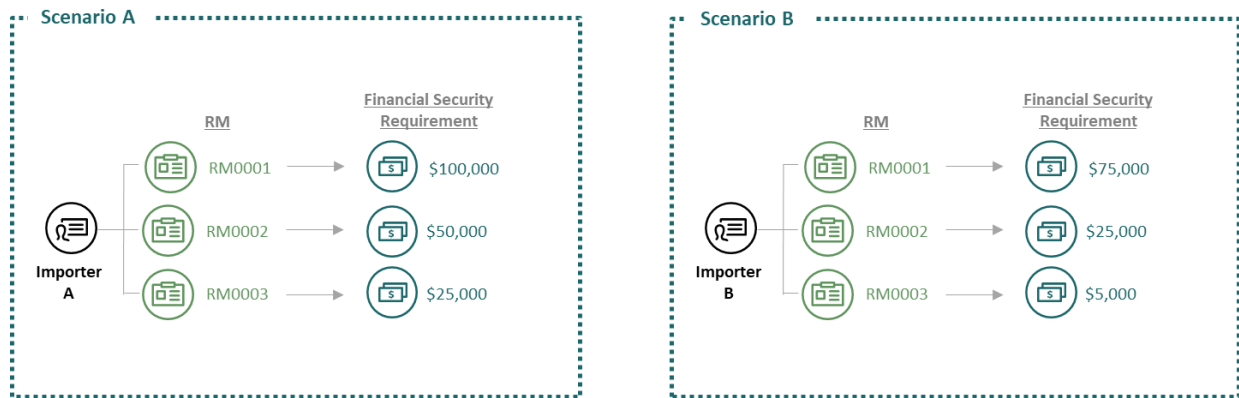 Scenario A
RM
Financial Security
Requirement
RM0001
$
$100,000
RM0002
$
$50,000
RM0003
$
$25,000
Importer
A
Scenario B
RM
Financial Security
Requirement
RM0001
$
$75,000
RM0002
$
$25,000
RM0003
$
$5,000
Importer
B